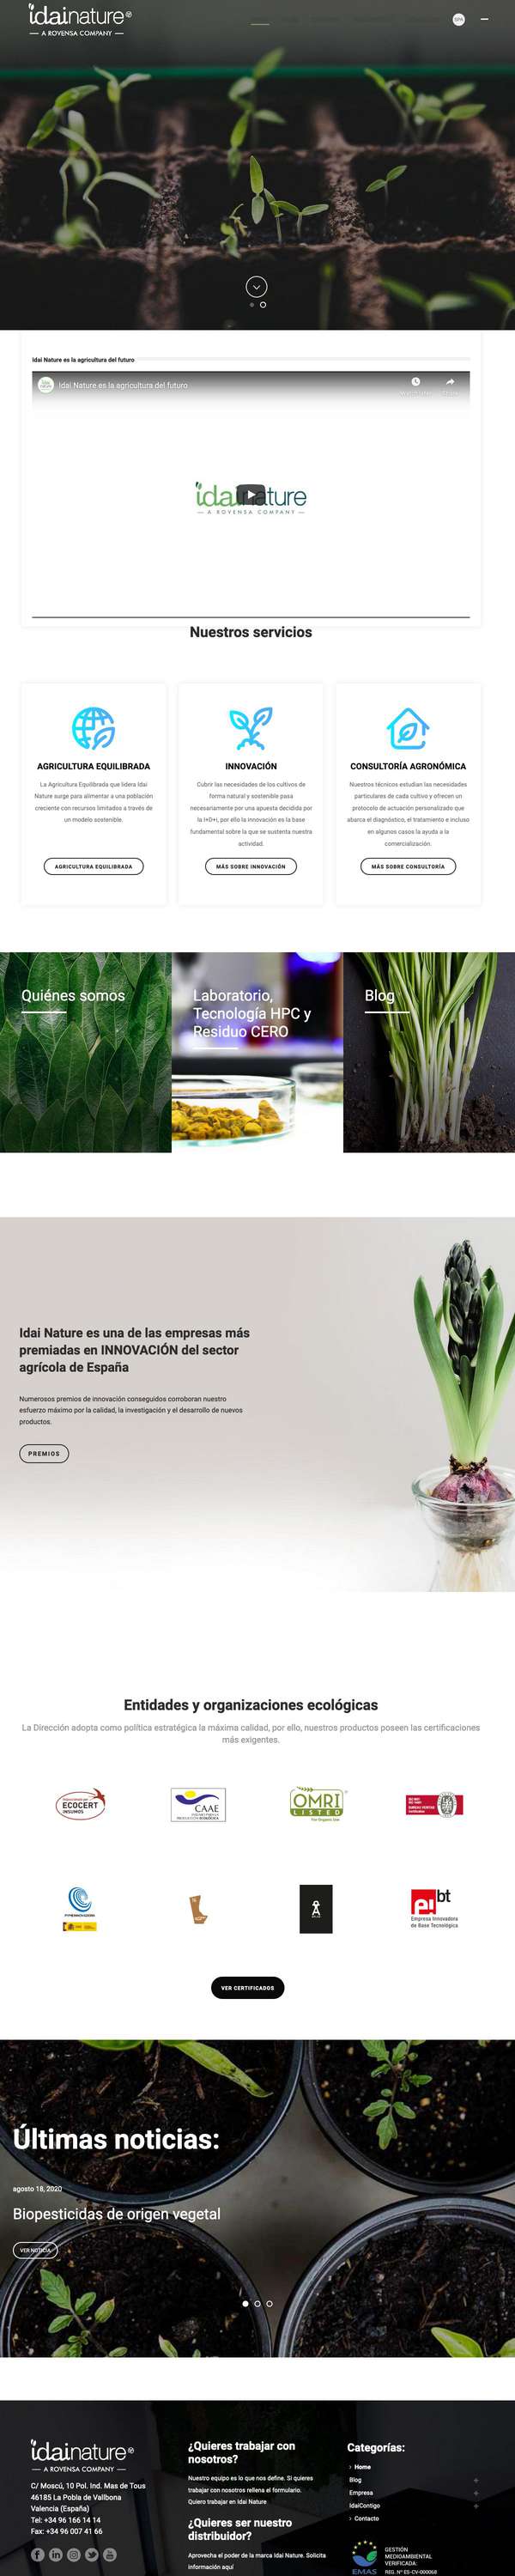 idainature
A ROVENSA COMPANY
Idai Nature es la agricultura del futuro
Idai Nature es la agricultura del futuro
idainature
A ROVENSA COMPANY
Nuestros servicios
AGRICULTURA EQUILIBRADA
La Agricultura Equilibrada que lidera Idai
Nature surge para alimentar a una población
creciente con recursos limitados a través de
un modelo sostenible.
AGRICULTURA EQUILIBRADA
INNOVACIÓN
Cubrir las necesidades de los cultivos de
forma natural y sostenible pasa
necesariamente por una apuesta decidida por
la I+D+I, por ello la innovación es la base
fundamental sobre la que se sustenta nuestra
actividad.
MÁS SOBRE INNOVACIÓN
CONSULTORÍA AGRONÓMICA
Nuestros técnicos estudian las necesidades
particulares de cada cultivo y ofrecen un
protocolo de actuación personalizado que
abarca el diagnóstico, el tratamiento e incluso
en algunos casos la ayuda a la
comercialización.
MÁS SOBRE CONSULTORÍA
Quiénes somos
Laboratorio,
Tecnología HPC y
Residuo CERO
Blog
Idai Nature es una de las empresas más
premiadas en INNOVACIÓN del sector
agrícola de España
Numerosos premios de innovación conseguidos corroboran nuestro
esfuerzo máximo por la calidad, la investigación y el desarrollo de nuevos
productos.
PREMIOS
Entidades y organizaciones ecológicas
La Dirección adopta como política estratégica la máxima calidad, por ello, nuestros productos poseen las certificaciones
más exigentes.
ECOCERT
INSUMOS
CAAE
OMRI
LISTED
For Organic Use
bt
Empresa Innovadora
de Base Tecnológica
VER CERTIFICADOS
Últimas noticias:
agosto 18, 2020
Biopesticidas de origen vegetal
VER NOTICIA
idainature
A ROVENSA COMPANY
C/ Moscú, 10 Pol. Ind. Mas de Tous
46185 La Pobla de Vallbona
Valencia (España)
Tel: +34 96 166 14 14
Fax: +34 96 007 41 66
¿Quieres trabajar con
nosotros?
Nuestro equipo es lo que nos define. Si quieres
trabajar con nosotros rellena el formulario.
Quiero trabajar en Idai Nature
¿Quieres ser nuestro
distribuidor?
Aprovecha el poder de la marca Idai Nature. Solicita
información aquí
Categorías:
Home
Blog
Empresa
IdaiContigo
Contacto
GESTIÓN
MEDIOAMBIENTAL
VERIFICADA:
EMAS REG. Nº ES-CV-000068